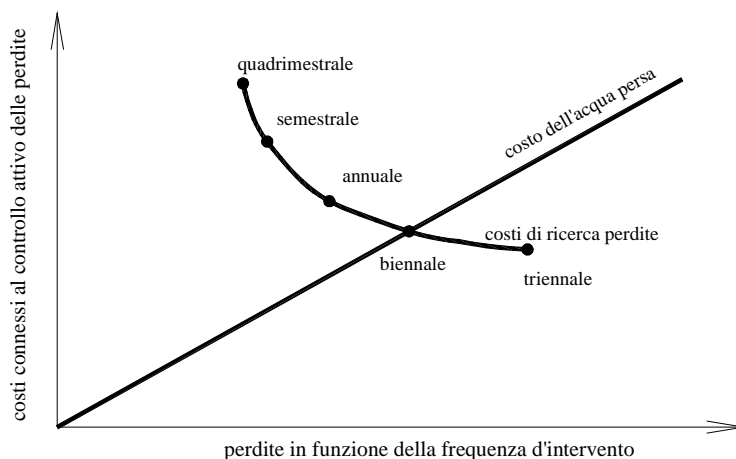 costi connessi al controllo attivo delle perdite
quadrimestrale
semestrale
annuale
costo dell'acqua persa
costi di ricerca perdite
biennale
triennale
perdite in funzione della frequenza d'intervento